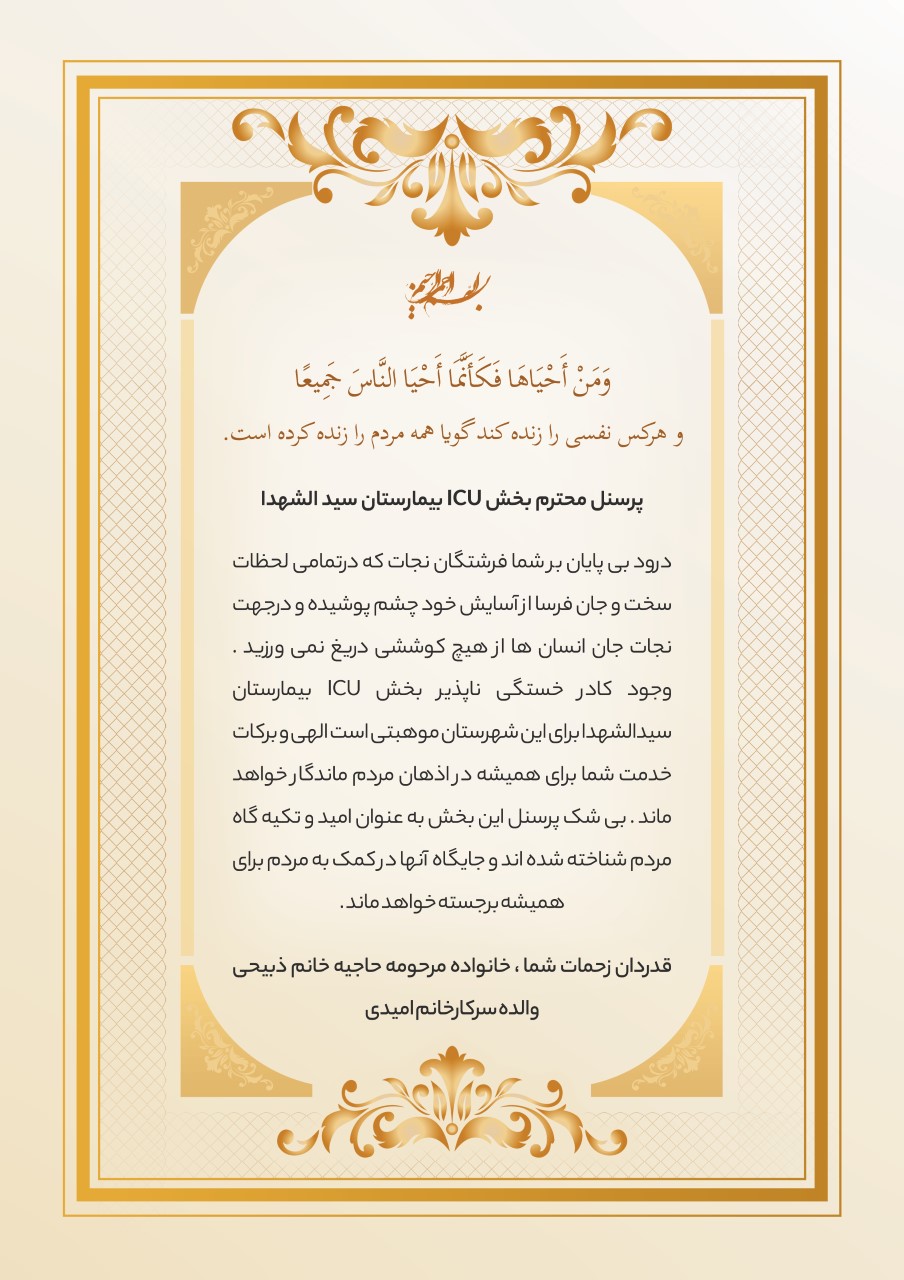 بسم الله الرحمن الرحیم
وَمَنْ أَحْيَاهَا فَكَأَنَّمَا أَحْيَا النَّاسَ جَمِيعًا
و هرکس نفسی را زنده کند گویا همه مردم را زنده کرده است.
پرسنل محترم بخش ICU بیمارستان سید الشهدا
درود بی پایان بر شما فرشتگان نجات که درتمامی لحظات
سخت و جان فرسا از آسایش خود چشم پوشیده و درجهت
نجات جان انسان ها از هیچ کوششی دریغ نمی ورزید .
وجود کادر خستگی ناپذیر بخش ICU بیمارستان
سیدالشهدا برای این شهرستان موهبتی است الهی و برکات
خدمت شما برای همیشه در اذهان مردم ماندگار خواهد
ماند . بی شک پرسنل این بخش به عنوان امید و تکیه گاه
مردم شناخته شده اند و جایگاه آنها در کمک به مردم برای
همیشه برجسته خواهد ماند .
قدردان زحمات شما ، خانواده مرحومه حاجیه خانم ذبیحی
والده سرکارخانم امیدی